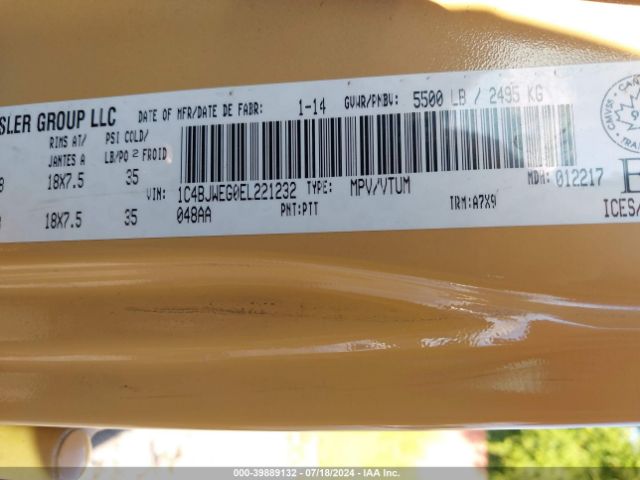 SLER GROUP LLC DATE OF MFR/DATE DE FABR: 1-14 GVWR/PNBV: 5500 LB / 2495 KG
RIMS AT/ PSI COLD/
JANTES A LB/PO 2 FROID
18X7.5 35
VIN: 1C4BJWEG0EL221232 TYPE: MPV/VTUM MDH: 012217
18X7.5 35 048AA PNT:PTT TRM:A7X9
ICES/
000-39889132 - 07/18/2024 - IAA Inc.